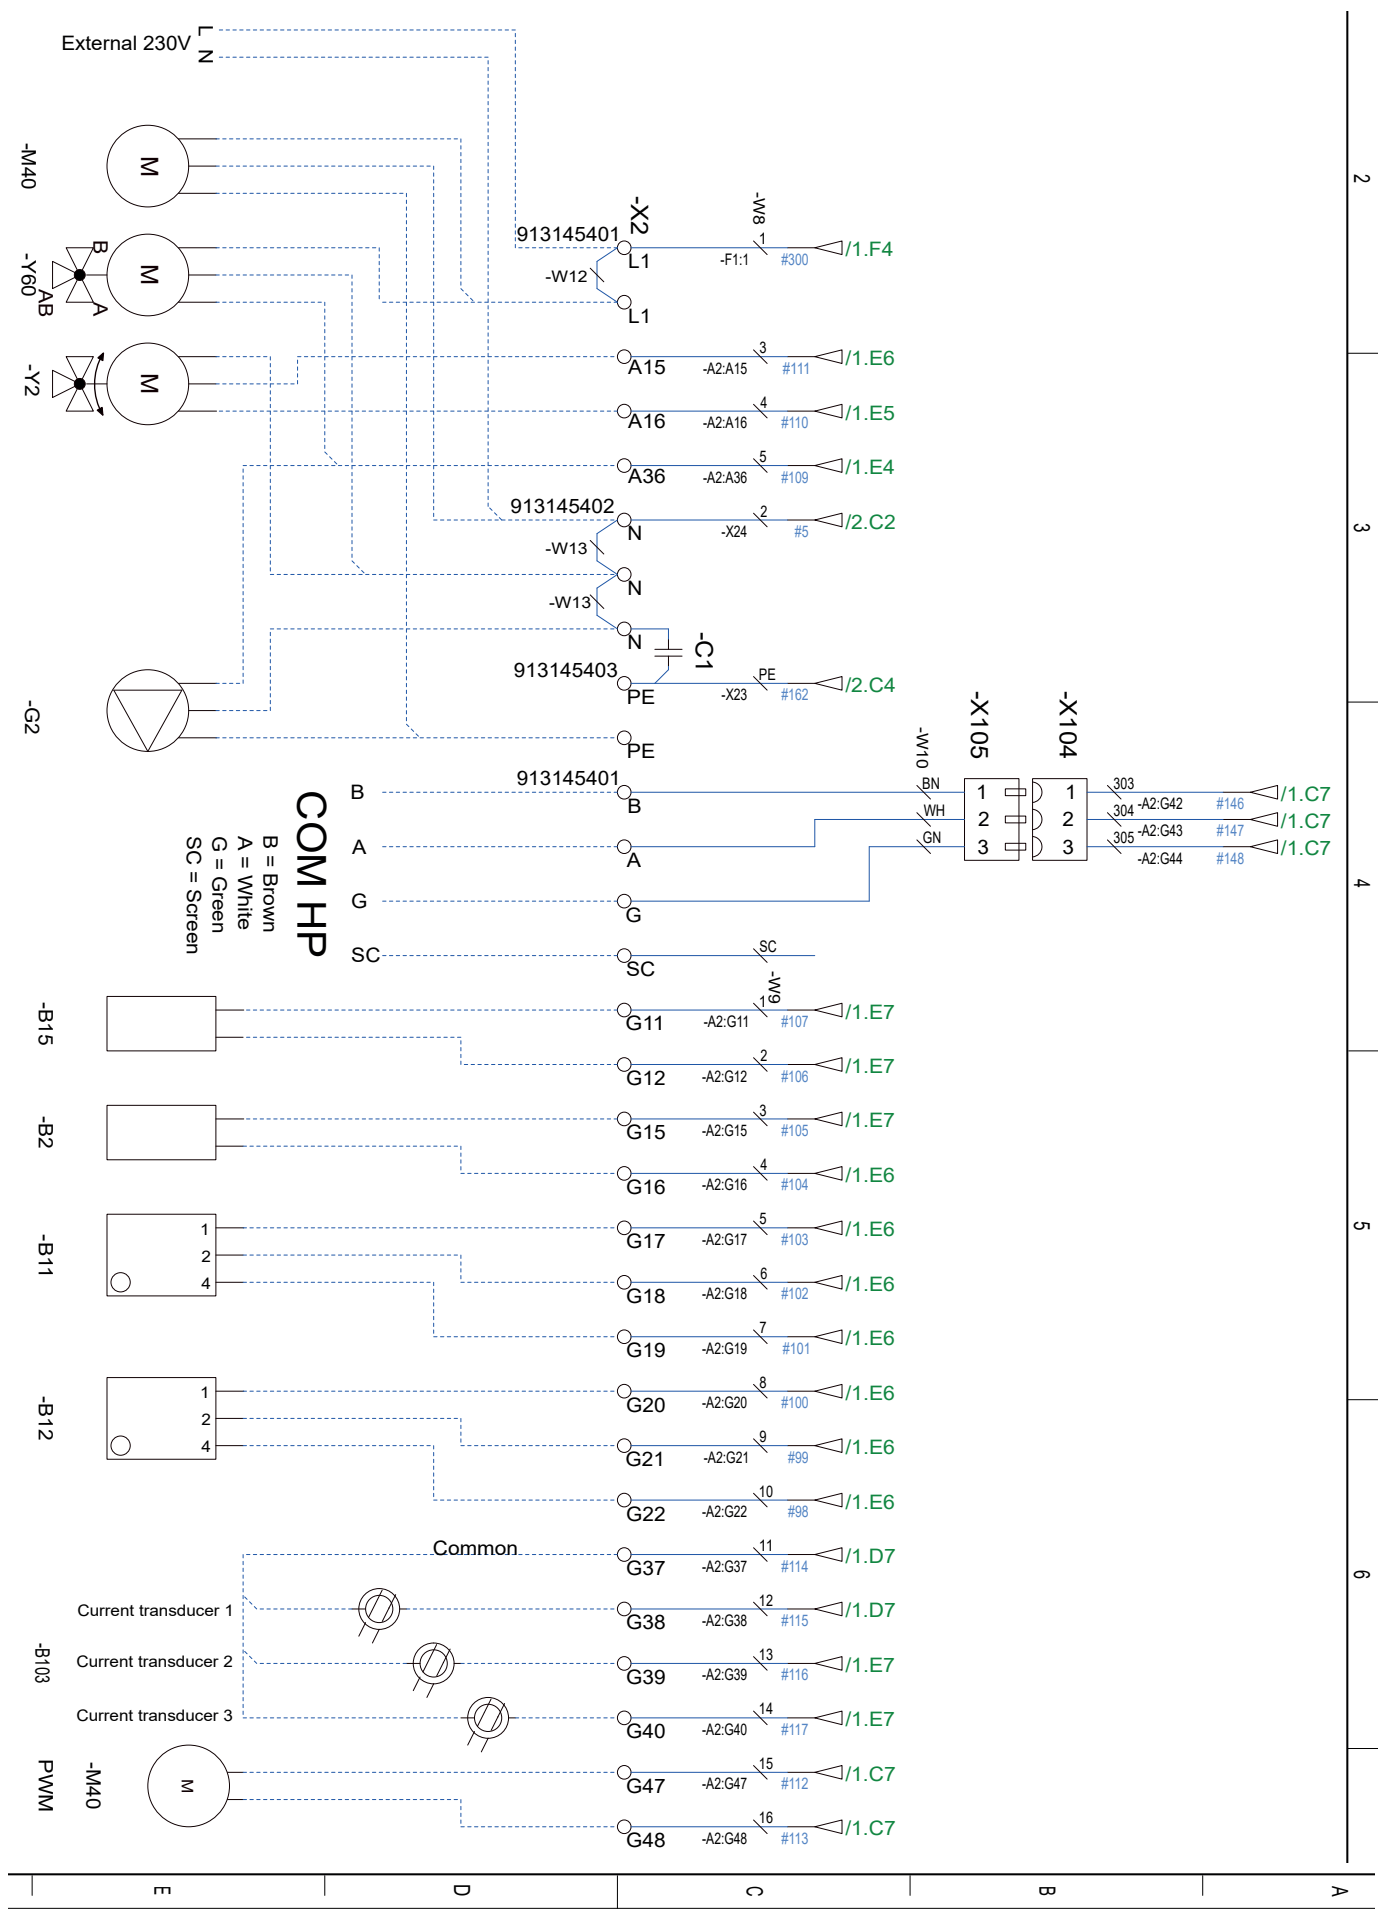 External 230V
L
N
-M40
M
-Y60
B
AB
A
M
-Y2
M
-X2
-W8
913145401
L1
-W12
1
-F1:1
#300
/1.F4
L1
A15
3
-A2:A15
#111
/1.E6
A16
4
-A2:A16
#110
/1.E5
A36
5
-A2:A36
#109
/1.E4
913145402
N
2
-X24
#5
/2.C2
-W13
N
-W13
N
-C1
913145403
PE
PE
-X23
#162
/2.C4
-G2
PE
-W10
-X105
-X104
B
913145401
B
BN
1
1
303
-A2:G42
#146
/1.C7
WH
2
2
304
-A2:G43
#147
/1.C7
A
A
GN
3
3
305
-A2:G44
#148
/1.C7
G
G
SC
SC
SC
COM HP
B = Brown
A = White
G = Green
SC = Screen
-W9
-B15
G11
1
-A2:G11
#107
/1.E7
G12
2
-A2:G12
#106
/1.E7
-B2
G15
3
-A2:G15
#105
/1.E7
G16
4
-A2:G16
#104
/1.E6
-B11
1
2
4
G17
5
-A2:G17
#103
/1.E6
G18
6
-A2:G18
#102
/1.E6
G19
7
-A2:G19
#101
/1.E6
-B12
1
2
4
G20
8
-A2:G20
#100
/1.E6
G21
9
-A2:G21
#99
/1.E6
G22
10
-A2:G22
#98
/1.E6
Common
G37
11
-A2:G37
#114
/1.D7
-B103
Current transducer 1
G38
12
-A2:G38
#115
/1.D7
Current transducer 2
G39
13
-A2:G39
#116
/1.E7
Current transducer 3
G40
14
-A2:G40
#117
/1.E7
PWM
-M40
M
G47
15
-A2:G47
#112
/1.C7
G48
16
-A2:G48
#113
/1.C7
2
3
4
5
6
E
D
C
B
A